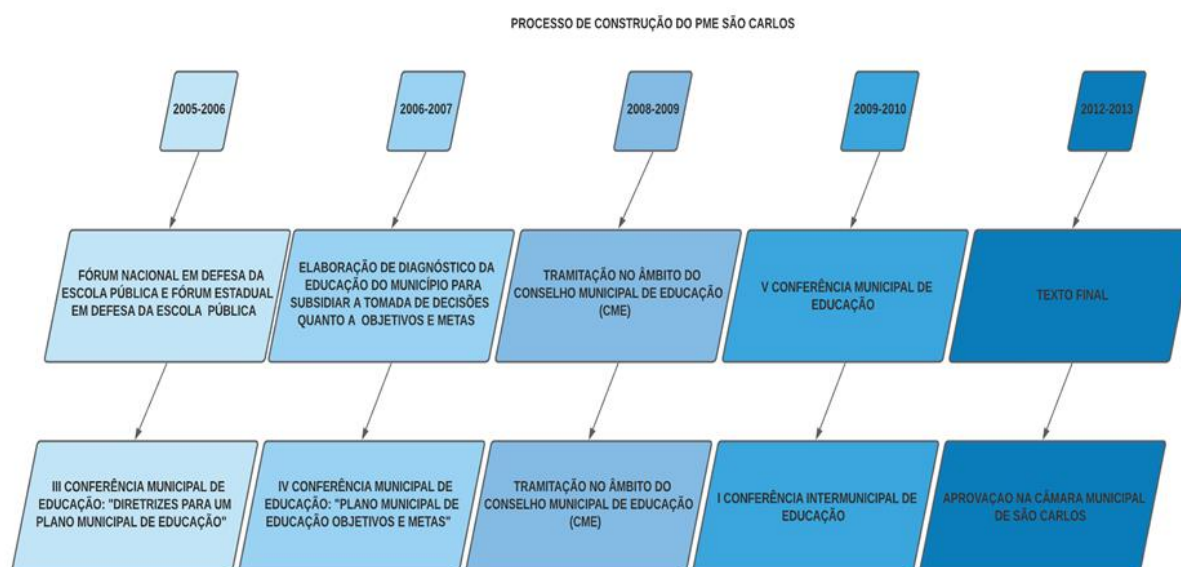 PROCESSO DE CONSTRUÇÃO DO PME SÃO CARLOS
2005-2006
2006-2007
2008-2009
2009-2010
2012-2013
FÓRUM NACIONAL EM DEFESA DA
ESCOLA PÚBLICA E FÓRUM ESTADUAL
EM DEFESA DA ESCOLA PÚBLICA
ELABORAÇÃO DE DIAGNÓSTICO DA
EDUCAÇÃO DO MUNICÍPIO PARA
SUBSIDIAR A TOMADA DE DECISÕES
QUANTO A OBJETIVOS E METAS
TRAMITAÇÃO NO ÂMBITO DO
CONSELHO MUNICIPAL DE EDUCAÇÃO
(CME)
V CONFERÊNCIA MUNICIPAL DE
EDUCAÇÃO
TEXTO FINAL
III CONFERÊNCIA MUNICIPAL DE
EDUCAÇÃO: "DIRETRIZES PARA UM
PLANO MUNICIPAL DE EDUCAÇÃO"
IV CONFERÊNCIA MUNICIPAL DE
EDUCAÇÃO: "PLANO MUNICIPAL DE
EDUCAÇÃO OBJETIVOS E METAS"
TRAMITAÇÃO NO ÂMBITO DO
CONSELHO MUNICIPAL DE EDUCAÇÃO
(CME)
I CONFERÊNCIA INTERMUNICIPAL DE
EDUCAÇÃO
APROVAÇAO NA CÂMARA MUNICIPAL
DE SÃO CARLOS